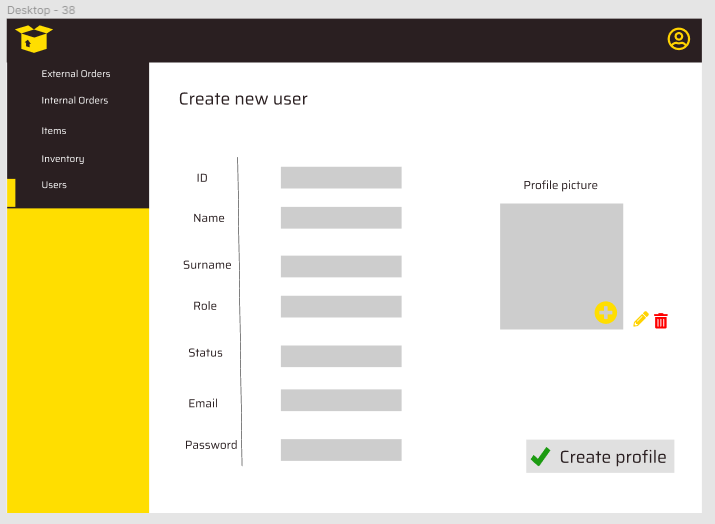 Desktop – 38
External Orders
Internal Orders
Items
Inventory
Users
Create new user
ID
Name
Surname
Role
Status
Email
Password
Profile picture
Create profile